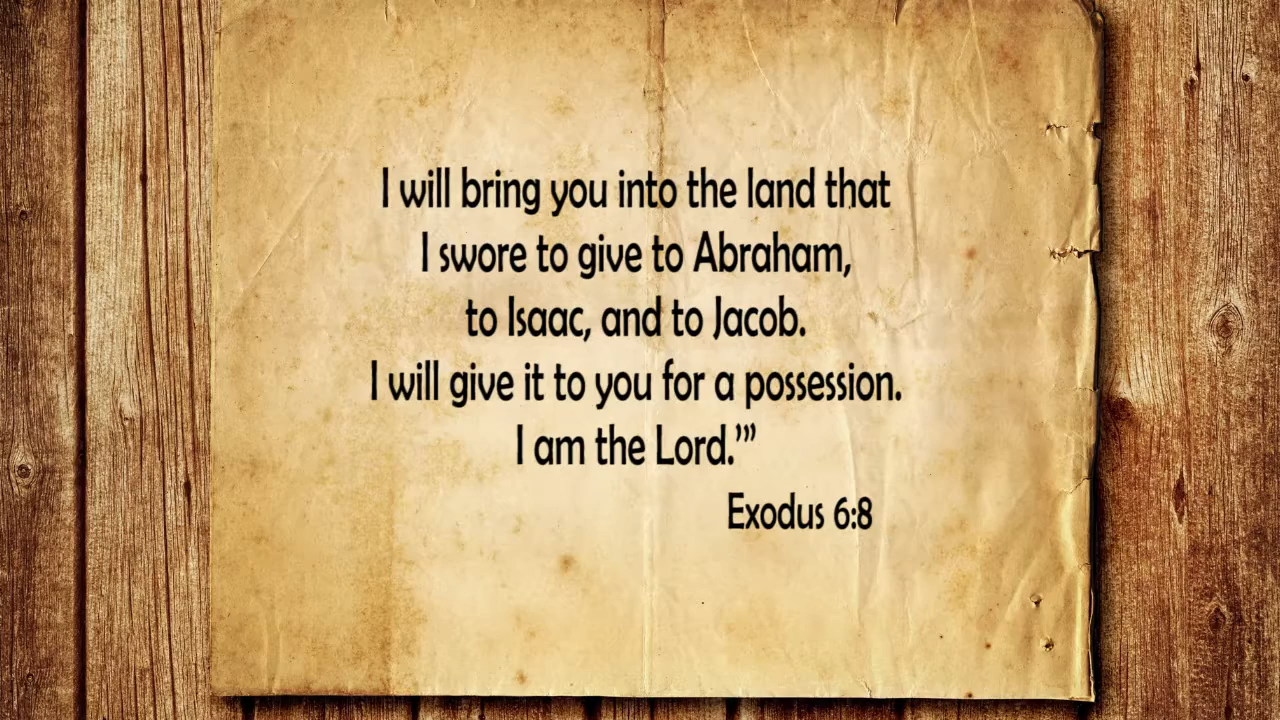 I will bring you into the land that
I swore to give to Abraham,
to Isaac, and to Jacob.
I will give it to you for a possession.
I am the Lord.’”
Exodus 6:8